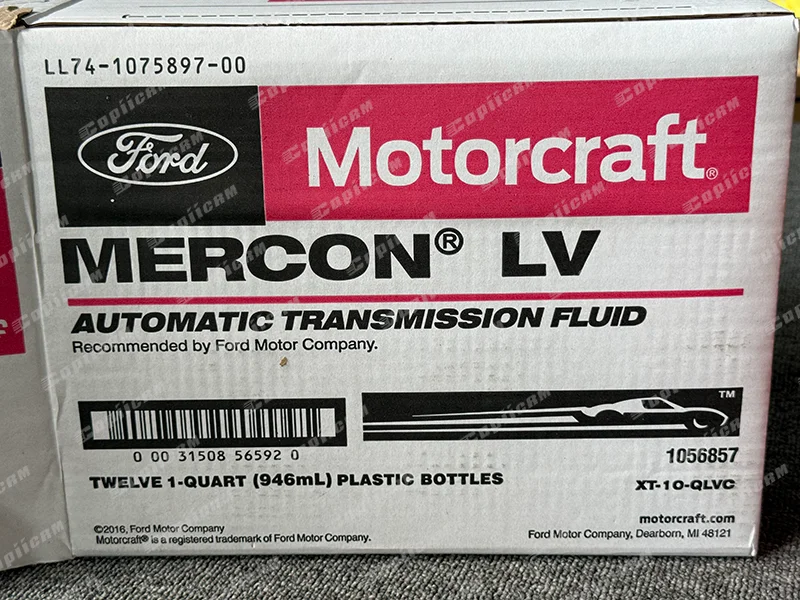 LL74-1075897-00
Ford
Motorcraft®
MERCON® LV
AUTOMATIC TRANSMISSION FLUID
Recommended by Ford Motor Company.
TM
0 00 31508 56592 0
1056857
TWELVE 1-QUART (946mL) PLASTIC BOTTLES
XT-10-QLVC
motorcraft.com
©2016, Ford Motor Company
Motorcraft® is a registered trademark of Ford Motor Company.
Ford Motor Company, Dearborn, MI 48121
CopiiCAM